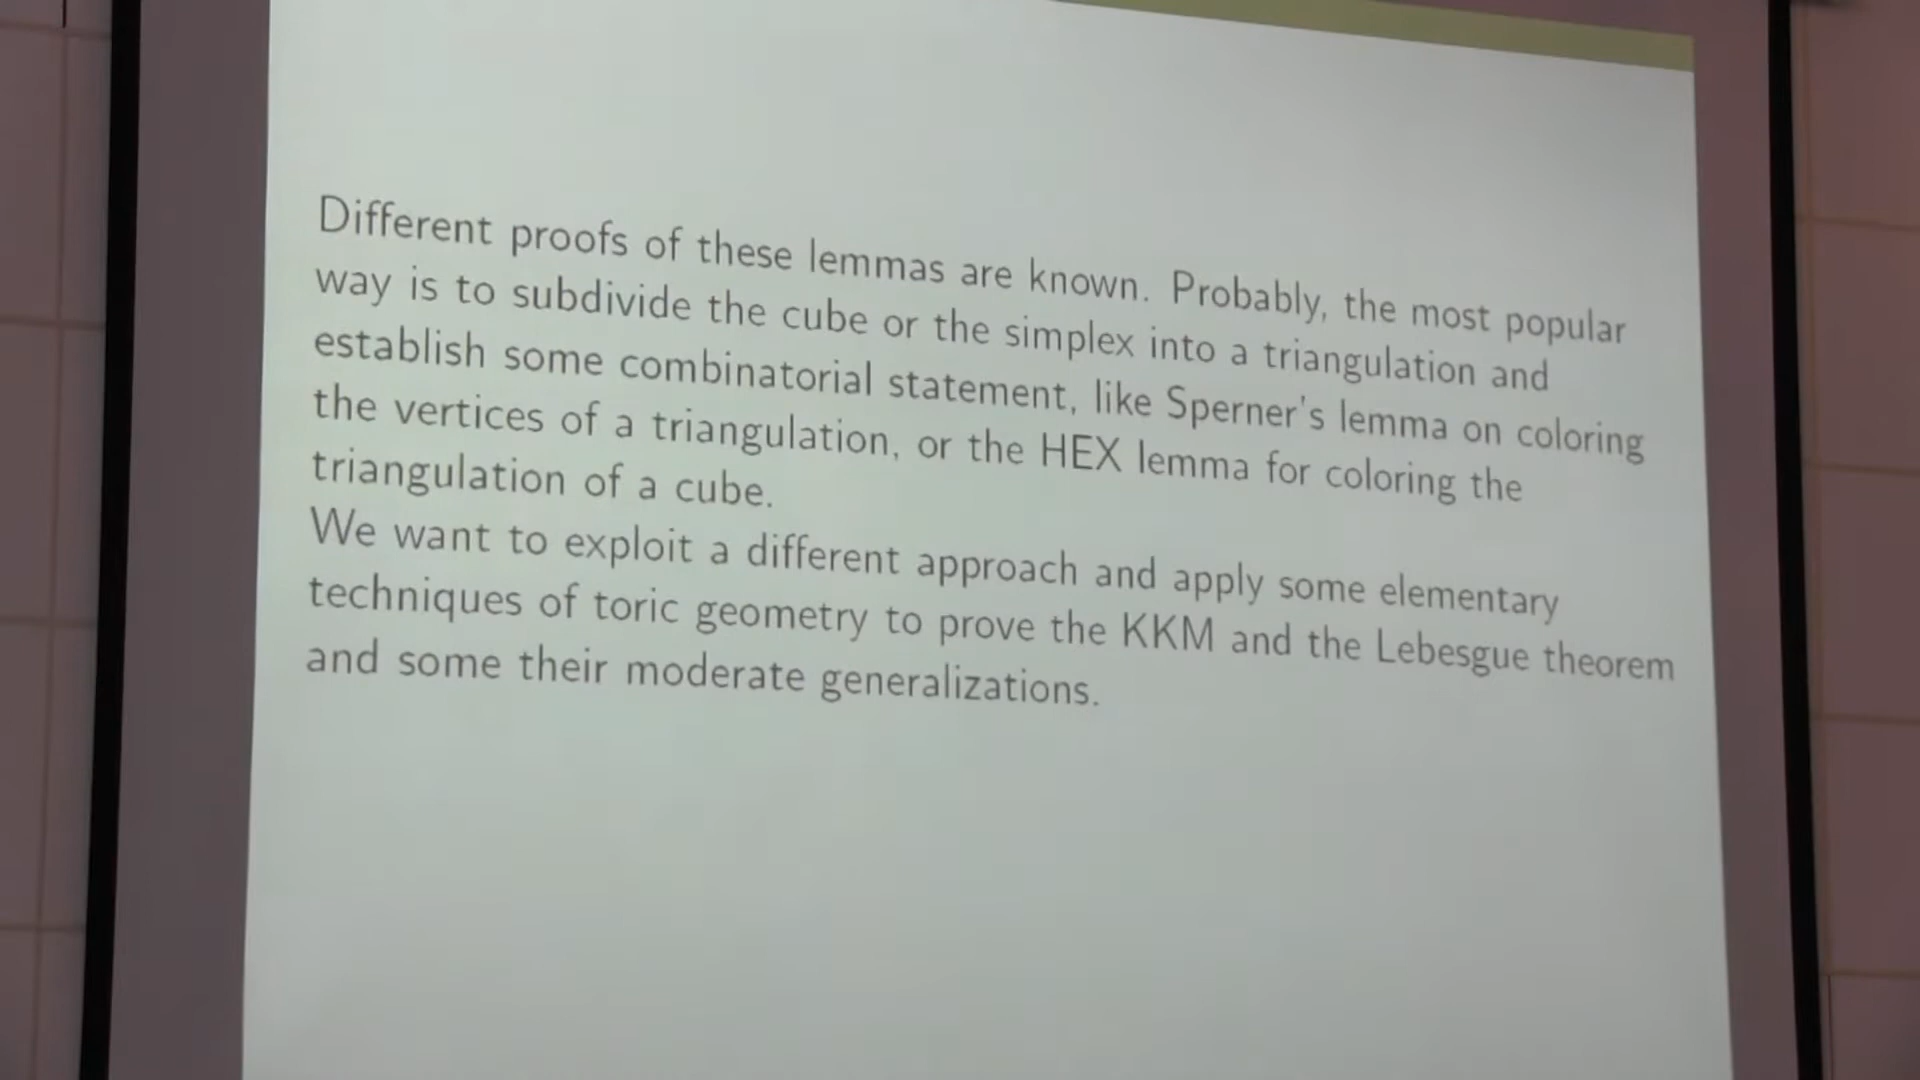 Different proofs of these lemmas are known. Probably, the most popular
way is to subdivide the cube or the simplex into a triangulation and
establish some combinatorial statement, like Sperner's lemma on coloring
the vertices of a triangulation, or the HEX lemma for coloring the
triangulation of a cube.
We want to exploit a different approach and apply some elementary
techniques of toric geometry to prove the KKM and the Lebesgue theorem
and some their moderate generalizations.